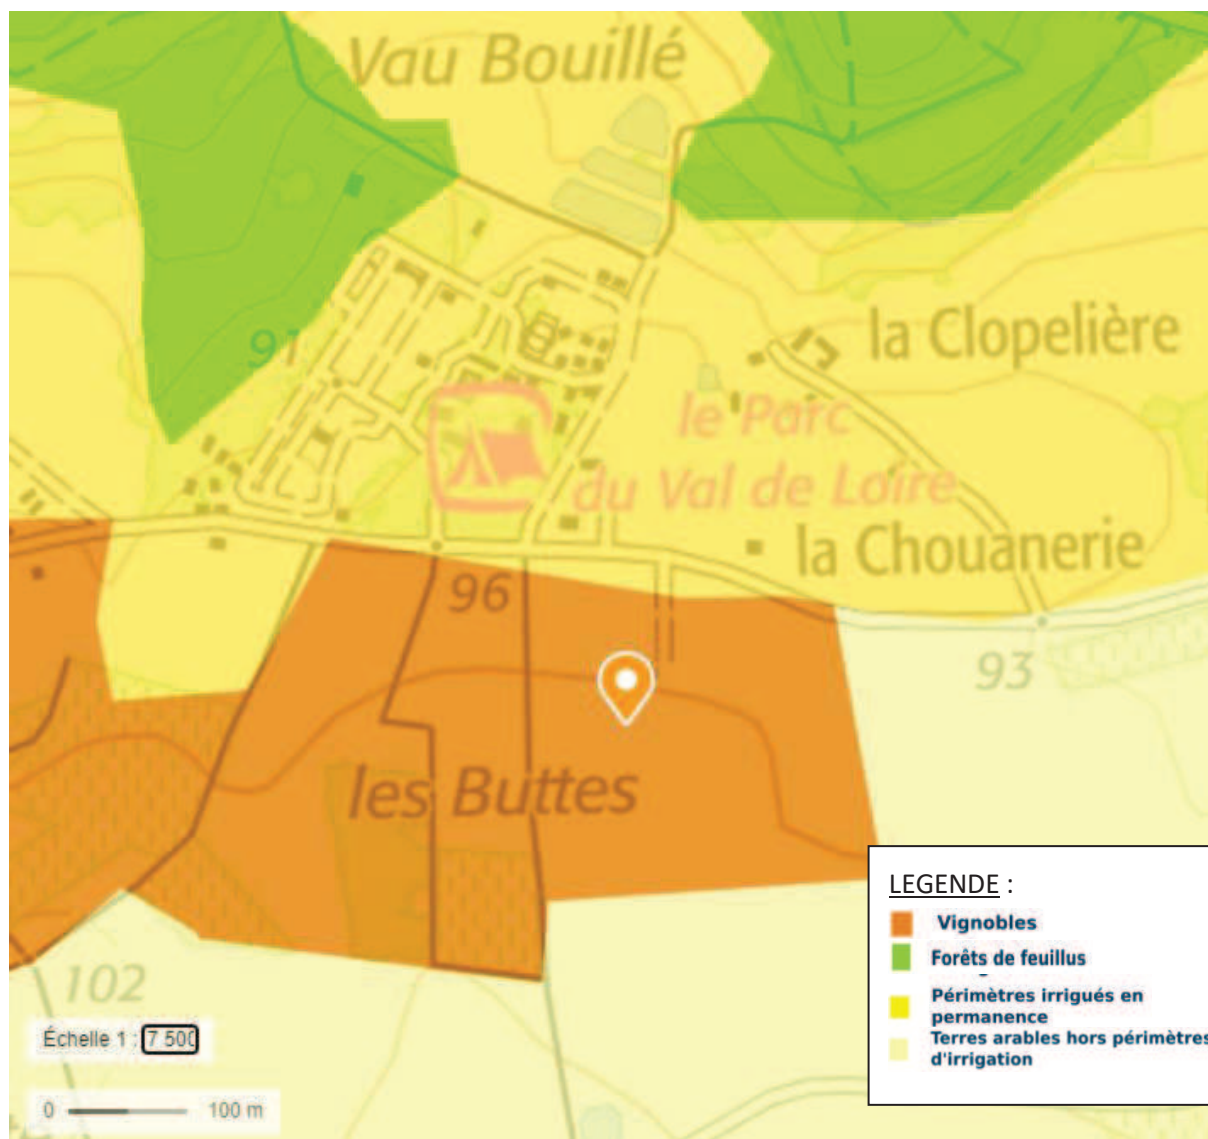 Vau Bouillé
91
la Clopelière
le Parc
du Val de Loire
la Chouanerie
96
93
les Buttes
102
Échelle 1 : 7 500
0 100 m
LEGENDE :
Vignobles
Forêts de feuillus
Périmètres irrigués en
permanence
Terres arables hors périmètres
d'irrigation